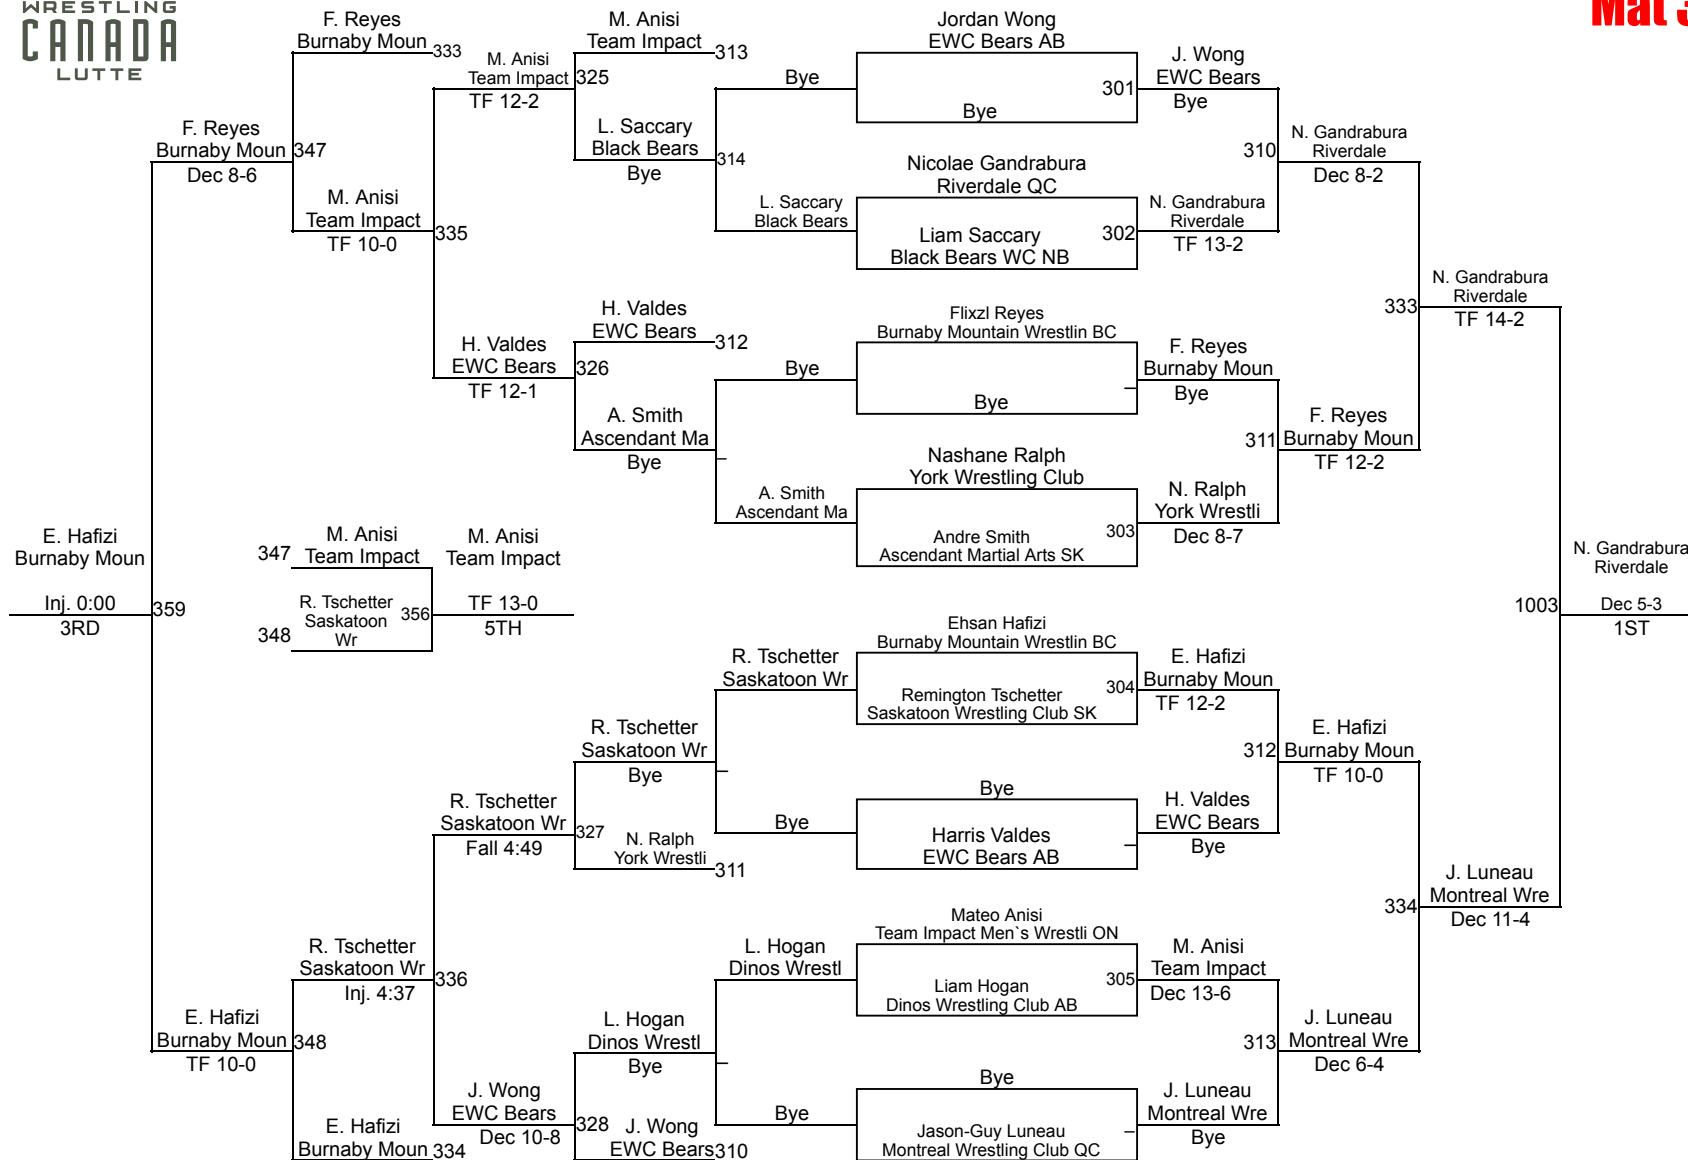 WRESTLING
CANADA
LUTTE
Mat 3
F. Reyes
Burnaby Moun
333
M. Anisi
Team Impact
TF 12-2
325
M. Anisi
Team Impact
313
Jordan Wong
EWC Bears AB
Bye
301
Bye
J. Wong
EWC Bears
Bye
F. Reyes
Burnaby Moun
Dec 8-6
347
L. Saccary
Black Bears
Bye
314
310
N. Gandrabura
Riverdale
Dec 8-2
M. Anisi
Team Impact
TF 10-0
335
L. Saccary
Black Bears
Nicolae Gandrabura
Riverdale QC
Liam Saccary
Black Bears WC NB
302
N. Gandrabura
Riverdale
TF 13-2
333
N. Gandrabura
Riverdale
TF 14-2
H. Valdes
EWC Bears
TF 12-1
326
H. Valdes
EWC Bears
312
Bye
Flixzl Reyes
Burnaby Mountain Wrestlin BC
Bye
F. Reyes
Burnaby Moun
Bye
A. Smith
Ascendant Ma
Bye
311
F. Reyes
Burnaby Moun
TF 12-2
A. Smith
Ascendant Ma
Nashane Ralph
York Wrestling Club
Andre Smith
Ascendant Martial Arts SK
303
N. Ralph
York Wrestli
Dec 8-7
E. Hafizi
Burnaby Moun
Inj. 0:00
3RD
359
347
M. Anisi
Team Impact
348
R. Tschetter
Saskatoon
Wr
356
M. Anisi
Team Impact
TF 13-0
5TH
1003
N. Gandrabura
Riverdale
Dec 5-3
1ST
R. Tschetter
Saskatoon Wr
Ehsan Hafizi
Burnaby Mountain Wrestlin BC
Remington Tschetter
Saskatoon Wrestling Club SK
304
E. Hafizi
Burnaby Moun
TF 12-2
R. Tschetter
Saskatoon Wr
Bye
312
E. Hafizi
Burnaby Moun
TF 10-0
R. Tschetter
Saskatoon Wr
Fall 4:49
327
N. Ralph
York Wrestli
311
Bye
Bye
Harris Valdes
EWC Bears AB
H. Valdes
EWC Bears
Bye
334
J. Luneau
Montreal Wre
Dec 11-4
R. Tschetter
Saskatoon Wr
Inj. 4:37
336
L. Hogan
Dinos Wrestl
Mateo Anisi
Team Impact Men`s Wrestli ON
Liam Hogan
Dinos Wrestling Club AB
305
M. Anisi
Team Impact
Dec 13-6
E. Hafizi
Burnaby Moun
TF 10-0
348
L. Hogan
Dinos Wrestl
Bye
313
J. Luneau
Montreal Wre
Dec 6-4
E. Hafizi
Burnaby Moun
334
J. Wong
EWC Bears
Dec 10-8
328
J. Wong
EWC Bears
310
Bye
Bye
Jason-Guy Luneau
Montreal Wrestling Club QC
J. Luneau
Montreal Wre
Bye